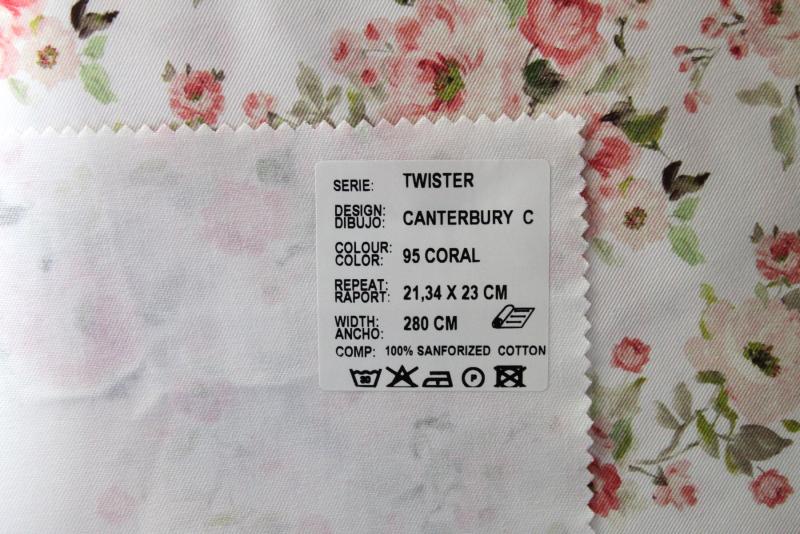 SERIE: TWISTER
DESIGN:
DIBUJO: CANTERBURY C
COLOUR:
COLOR: 95 CORAL
REPEAT:
RAPORT: 21,34 X 23 CM
WIDTH:
ANCHO: 280 CM
COMP: 100% SANFORIZED COTTON
P